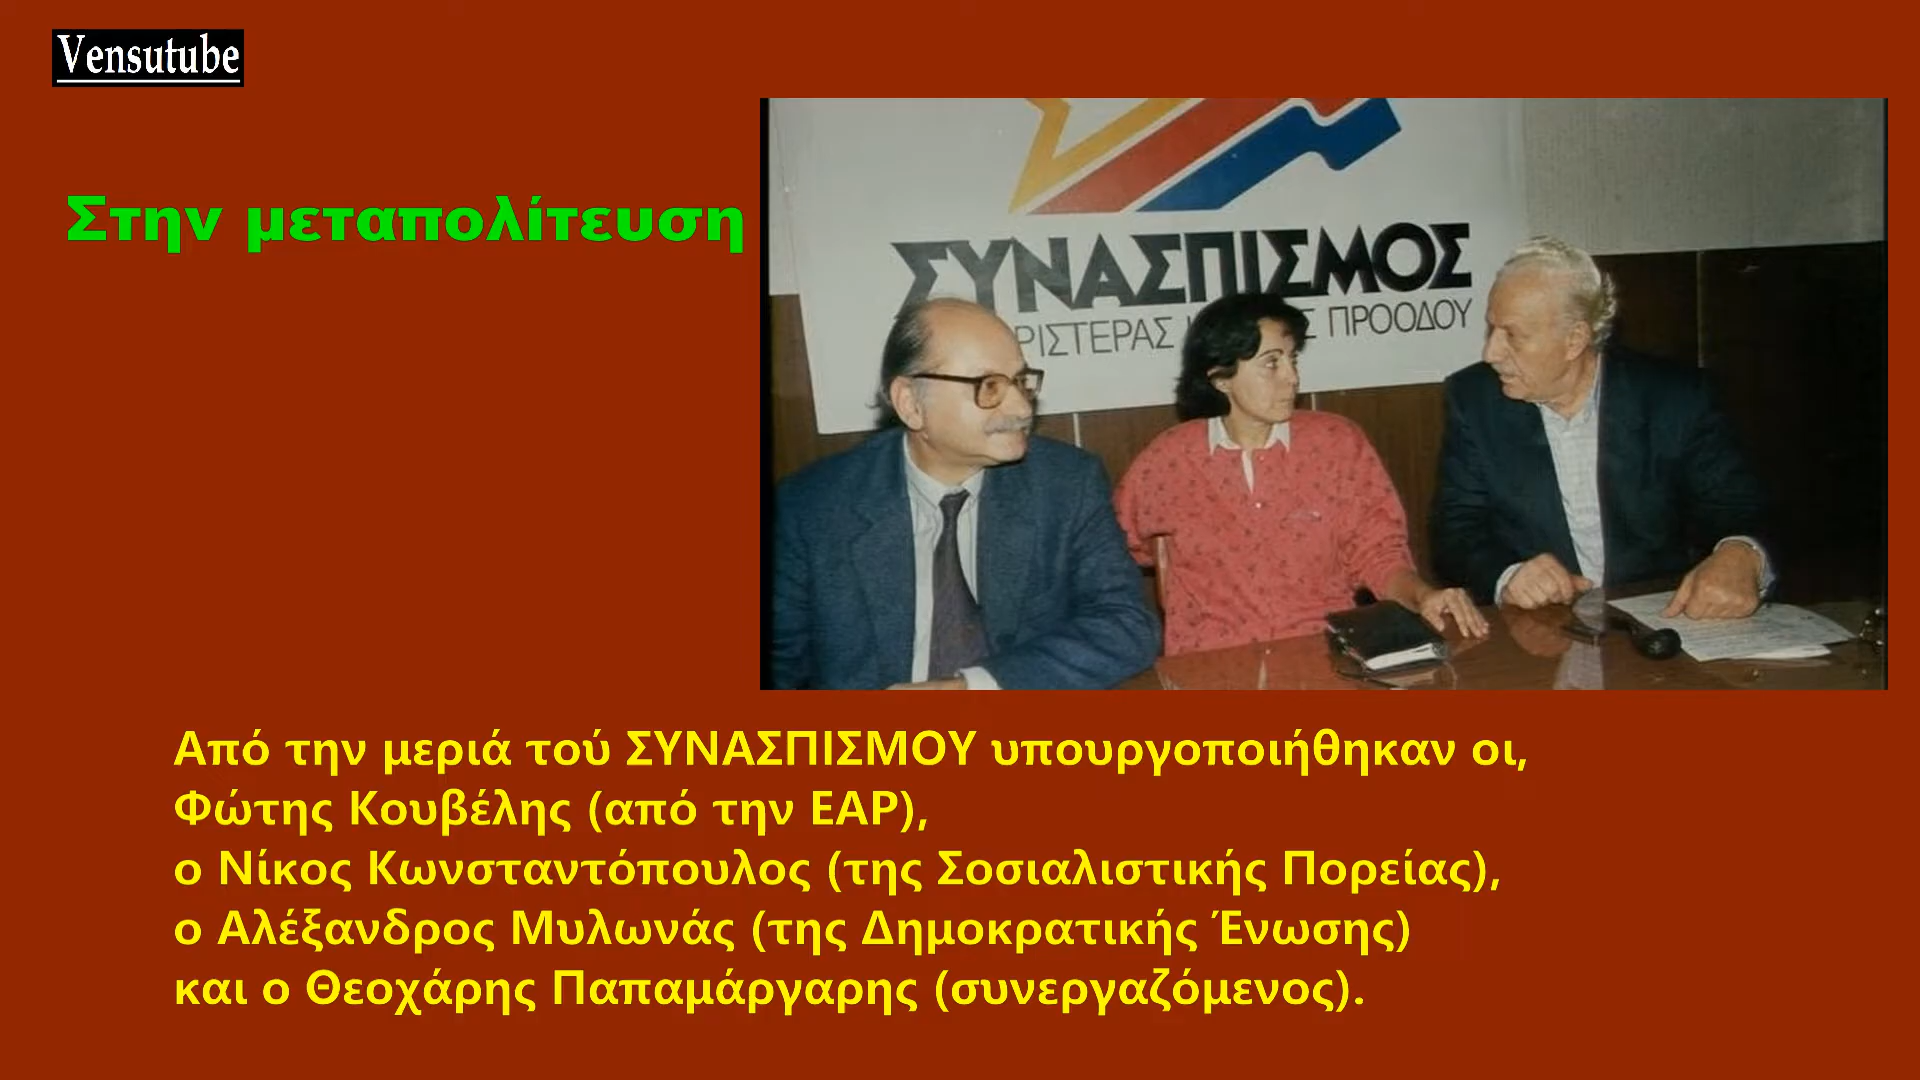 Vensutube
Στην μεταπολίτευση
ΣΥΝΑΣΠΙΣΜΟΣ
ΡΙΣΤΕΡΑΣ Σ ΠΡΟΟΔΟΥ
Από την μεριά τού ΣΥΝΑΣΠΙΣΜΟΥ υπουργοποιήθηκαν οι,
Φώτης Κουβέλης (από την ΕΑΡ),
ο Νίκος Κωνσταντόπουλος (της Σοσιαλιστικής Πορείας),
ο Αλέξανδρος Μυλωνάς (της Δημοκρατικής Ένωσης)
και ο Θεοχάρης Παπαμάργαρης (συνεργαζόμενος).